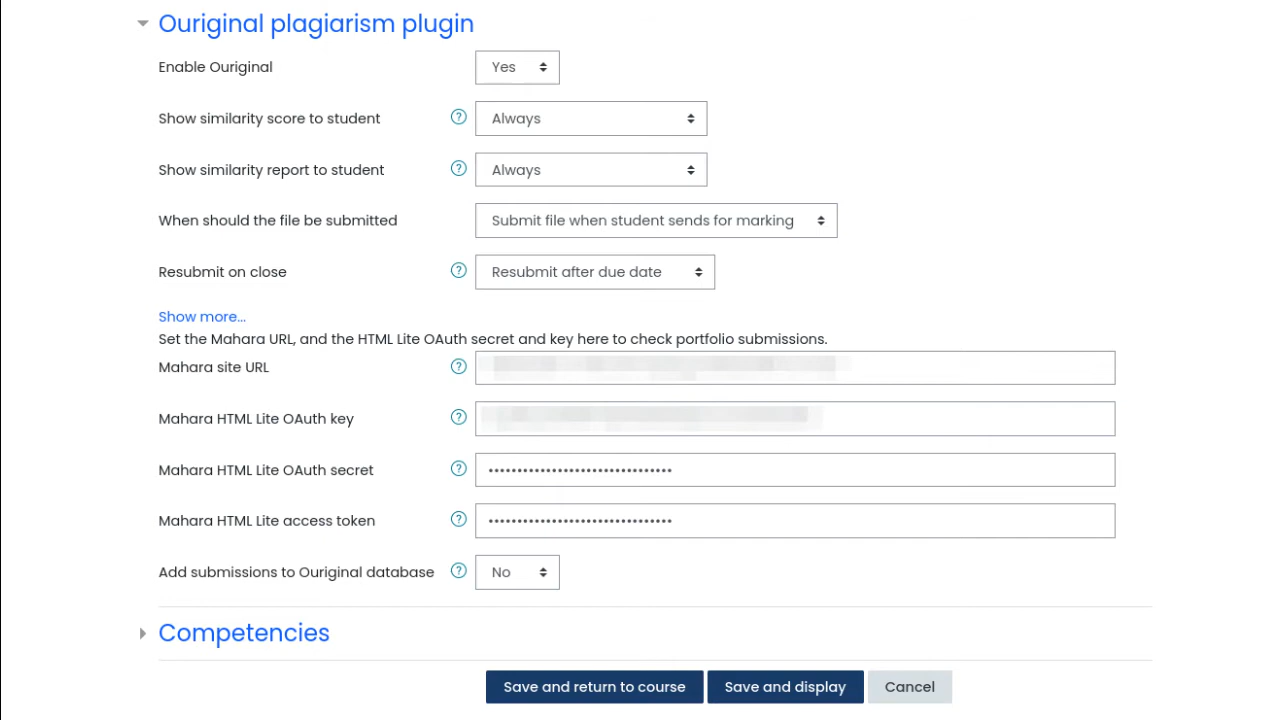 Ouriginal plagiarism plugin
Enable Ouriginal
Yes
Show similarity score to student
?
Always
Show similarity report to student
?
Always
When should the file be submitted
Submit file when student sends for marking
Resubmit on close
?
Resubmit after due date
Show more...
Set the Mahara URL, and the HTML Lite OAuth secret and key here to check portfolio submissions.
Mahara site URL
?
Mahara HTML Lite OAuth key
?
Mahara HTML Lite OAuth secret
?
Mahara HTML Lite access token
?
Add submissions to Ouriginal database
?
No
Competencies
Save and return to course
Save and display
Cancel